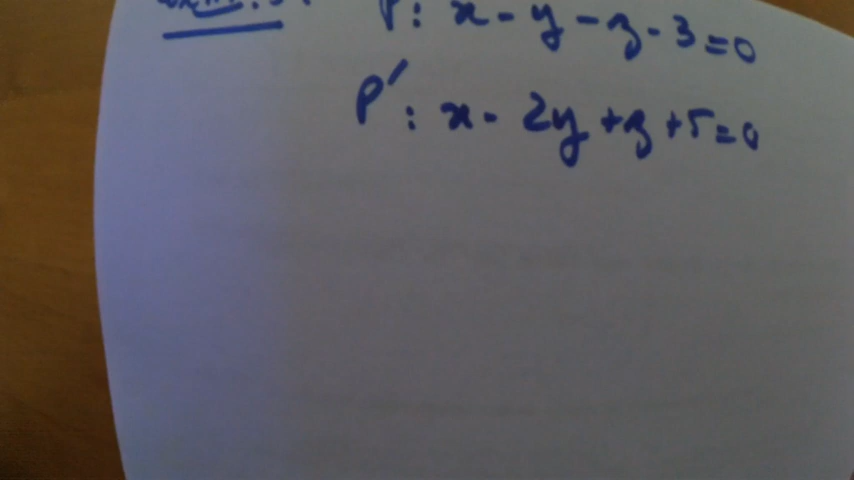 P: x - y - z - 3 = 0
P': x - 2y + z + 5 = 0